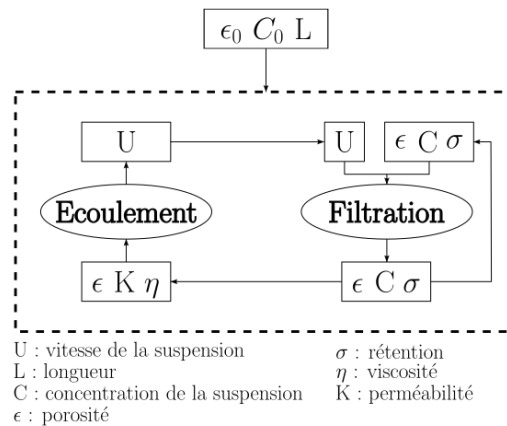 ϵ₀ C₀ L
U
U
ϵ C σ
Ecoulement
Filtration
ϵ K η
ϵ C σ
U : vitesse de la suspension
L : longueur
C : concentration de la suspension
ϵ : porosité
σ : rétention
η : viscosité
K : perméabilité